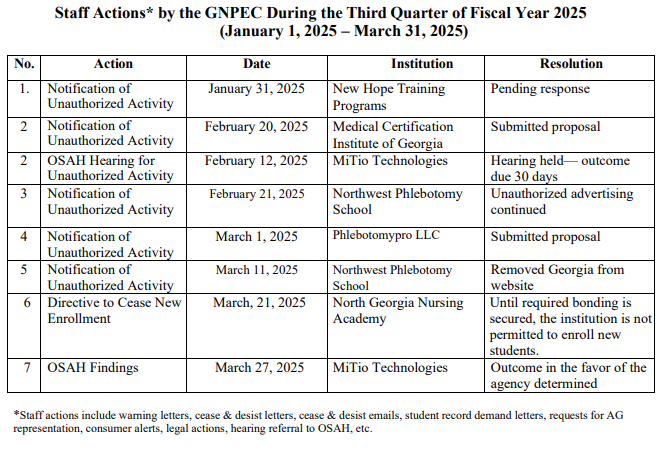 Staff Actions* by the GNPEC During the Third Quarter of Fiscal Year 2025
(January 1, 2025 – March 31, 2025)
No. Action Date Institution Resolution
1. Notification of Unauthorized Activity January 31, 2025 New Hope Training Programs Pending response
2 Notification of Unauthorized Activity February 20, 2025 Medical Certification Institute of Georgia Submitted proposal
2 OSAH Hearing for Unauthorized Activity February 12, 2025 MiTio Technologies Hearing held— outcome due 30 days
3 Notification of Unauthorized Activity February 21, 2025 Northwest Phlebotomy School Unauthorized advertising continued
4 Notification of Unauthorized Activity March 1, 2025 Phlebotomypro LLC Submitted proposal
5 Notification of Unauthorized Activity March 11, 2025 Northwest Phlebotomy School Removed Georgia from website
6 Directive to Cease New Enrollment March, 21, 2025 North Georgia Nursing Academy Until required bonding is secured, the institution is not permitted to enroll new students.
7 OSAH Findings March 27, 2025 MiTio Technologies Outcome in the favor of the agency determined
*Staff actions include warning letters, cease & desist letters, cease & desist emails, student record demand letters, requests for AG
representation, consumer alerts, legal actions, hearing referral to OSAH, etc.